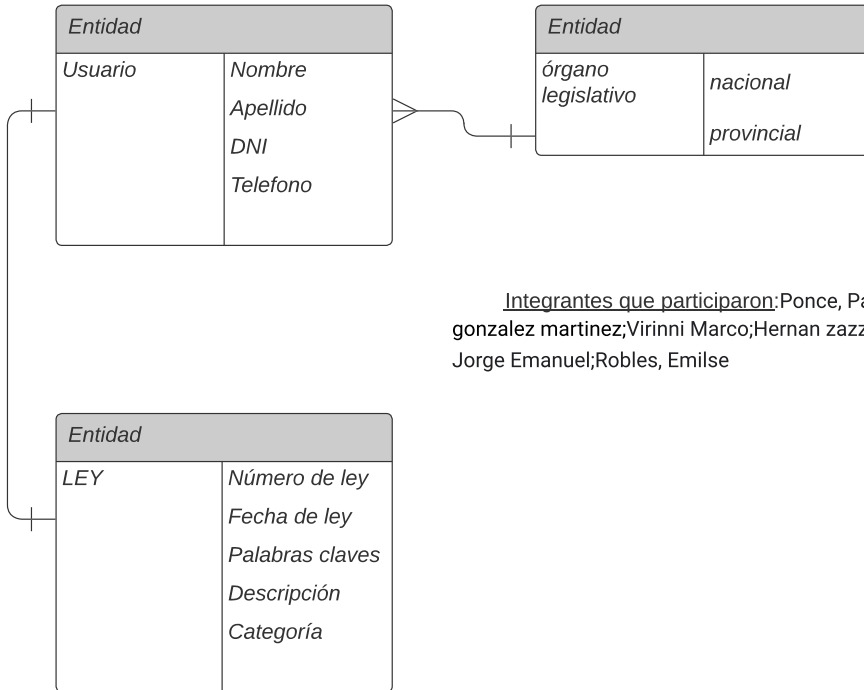 Entidad
Usuario
Nombre
Apellido
DNI
Telefono
Entidad
órgano
legislativo
nacional
provincial
Integrantes que participaron:Ponce,
gonzalez martinez;Virinni Marco;Hernan
Jorge Emanuel;Robles, Emilse
Entidad
LEY
Número de ley
Fecha de ley
Palabras claves
Descripción
Categoría